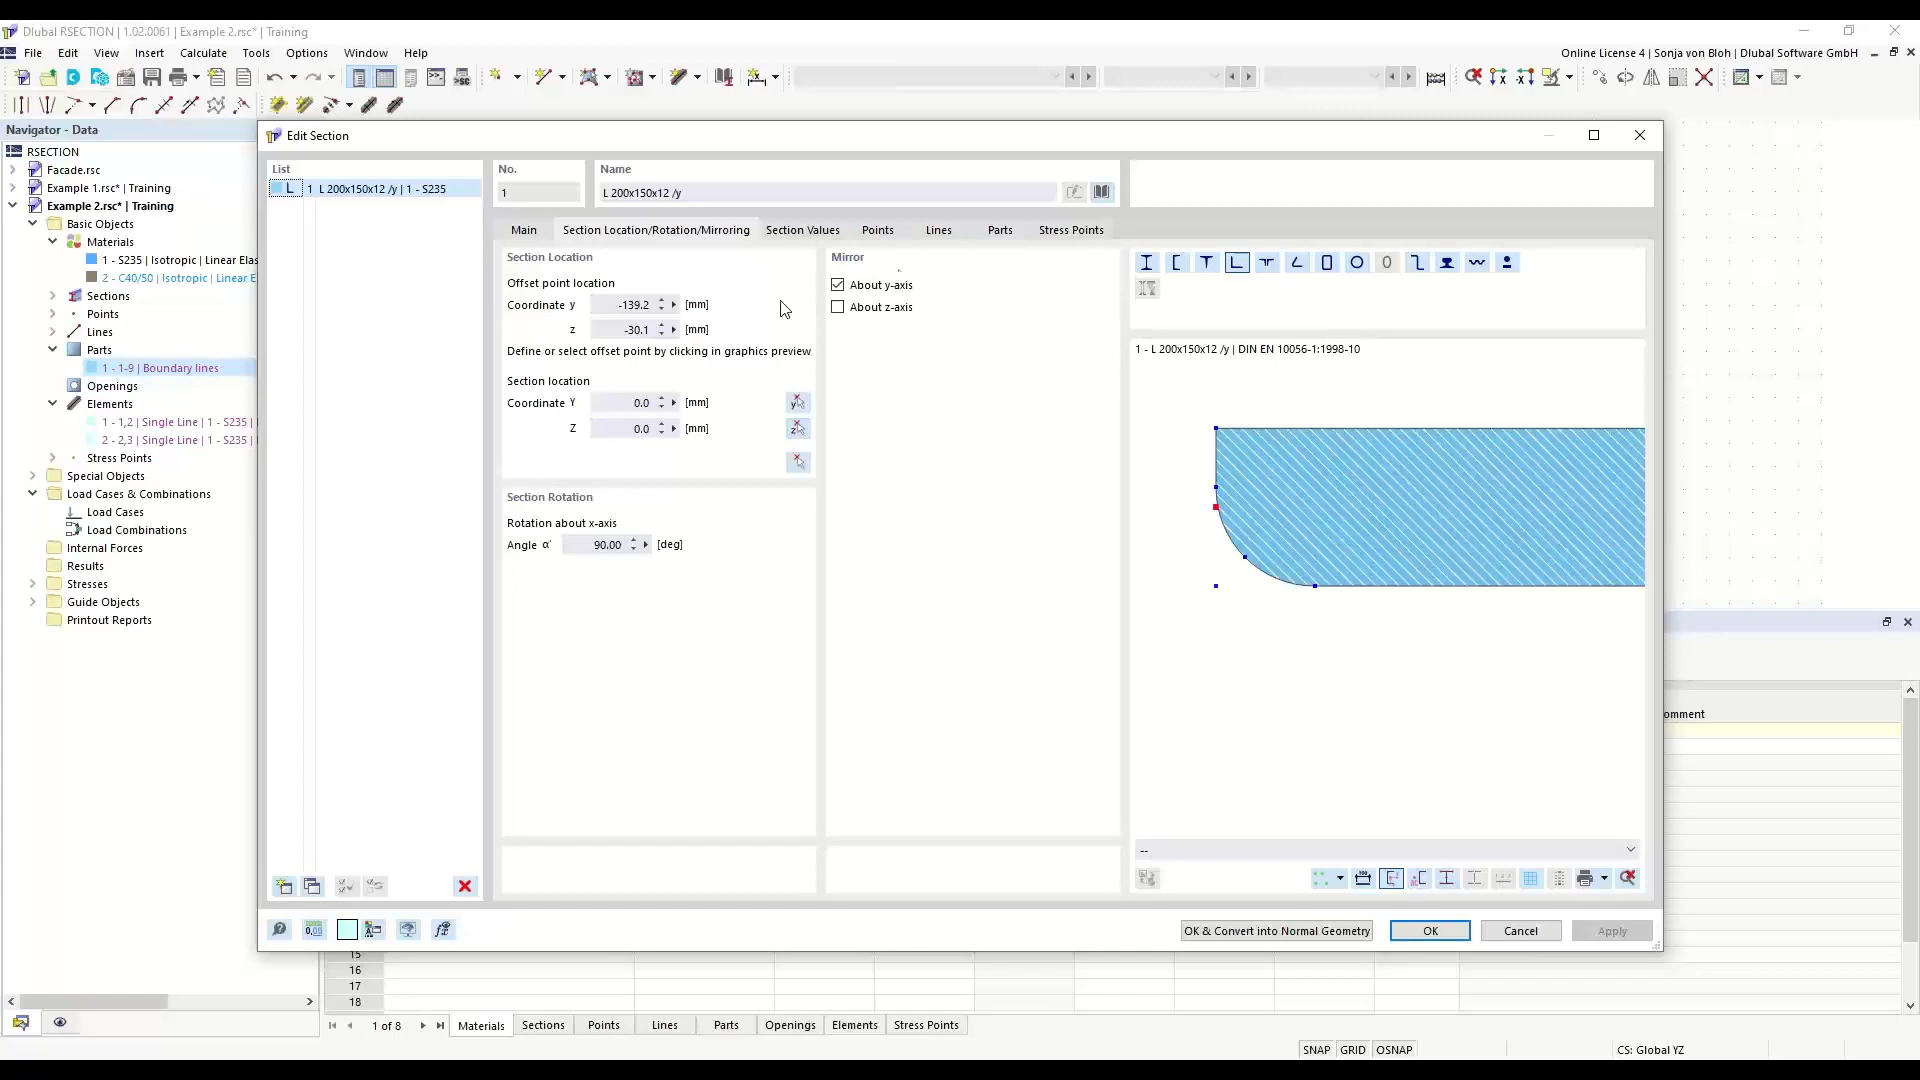 Dlubal RSECTION | 1.02.0061 | Example 2.rsc* | Training
File Edit View Insert Calculate Tools Options Window Help
Online License 4 | Sonja von Bloh | Dlubal Software GmbH
Navigator - Data
RSECTION
Facade.rsc
Example 1.rsc* | Training
Example 2.rsc* | Training
Basic Objects
Materials
1 - S235 | Isotropic | Linear Elas
2 - C40/50 | Isotropic | Linear E
Sections
Points
Lines
Parts
1 - 1-9 | Boundary lines
Openings
Elements
1 - 1,2 | Single Line | 1 - S235 |
2 - 2,3 | Single Line | 1 - S235 |
Stress Points
Special Objects
Load Cases & Combinations
Load Cases
Load Combinations
Internal Forces
Results
Stresses
Guide Objects
Printout Reports
Edit Section
List
1 L 200x150x12 /y | 1 - S235
No.
1
Name
L 200x150x12 /y
Main Section Location/Rotation/Mirroring Section Values Points Lines Parts Stress Points
Section Location
Offset point location
Coordinate y -139.2 [mm]
z -30.1 [mm]
Define or select offset point by clicking in graphics preview
Section location
Coordinate Y 0.0 [mm]
Z 0.0 [mm]
Section Rotation
Rotation about x-axis
Angle α' 90.00 [deg]
Mirror
About y-axis
About z-axis
1 - L 200x150x12 /y | DIN EN 10056-1:1998-10
--
OK & Convert into Normal Geometry OK Cancel Apply
omment
15
16
17
18
1 of 8 Materials Sections Points Lines Parts Openings Elements Stress Points
SNAP GRID OSNAP CS: Global YZ